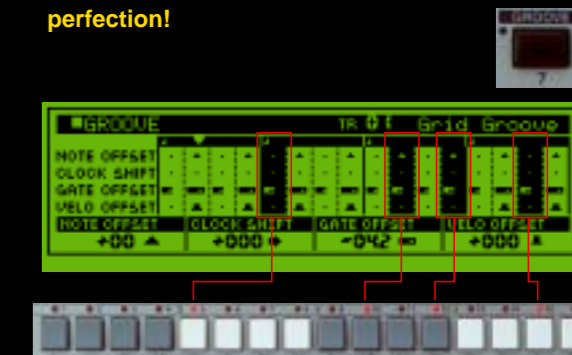 perfection!
GROOVE
7
GROOVE TR 01 Grid Groove
NOTE OFFSET
CLOCK SHIFT
GATE OFFSET
VELO OFFSET
NOTE OFFSET CLOCK SHIFT GATE OFFSET VELO OFFSET
+00 +000 -042 +000